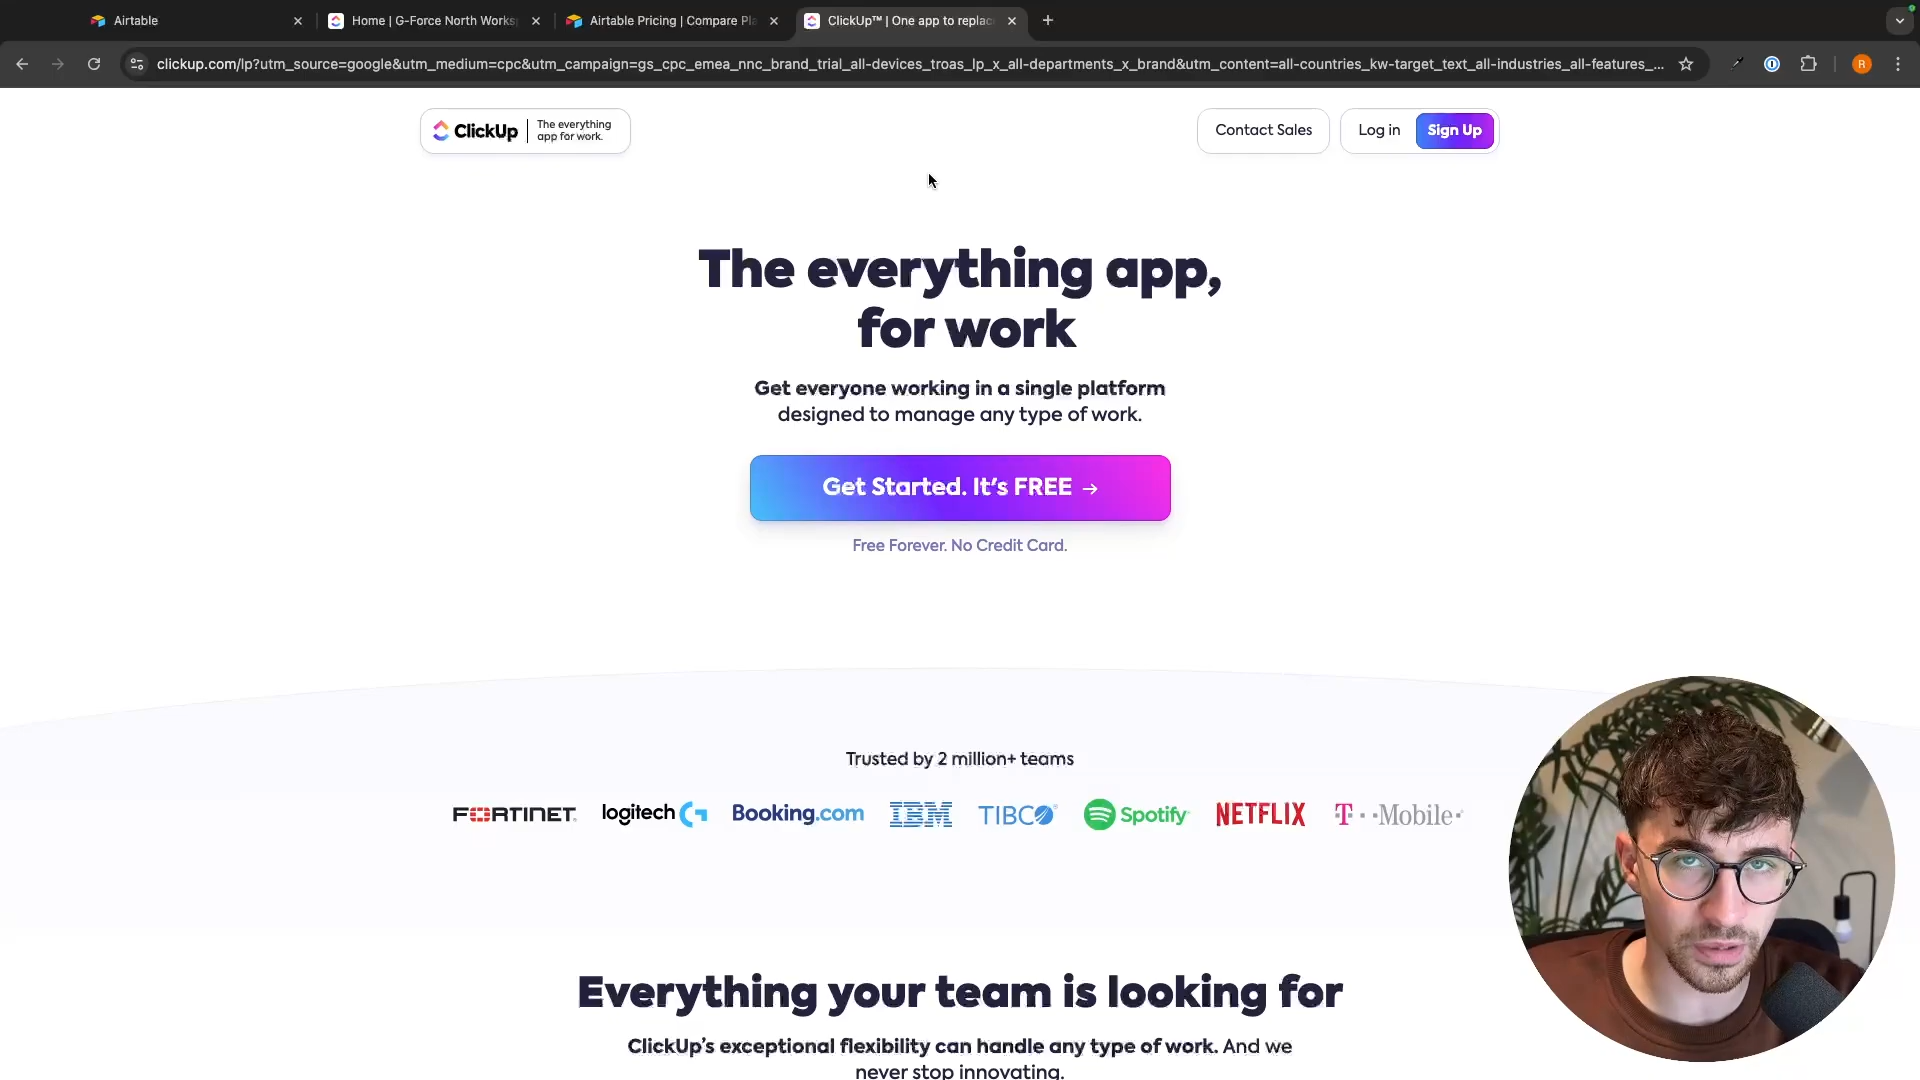 Airtable
Home | G-Force North Works
Airtable Pricing | Compare Pla
ClickUp™ | One app to replac
clickup.com/lp?utm_source=google&utm_medium=cpc&utm_campaign=gs_cpc_emea_nnc_brand_trial_all-devices_troas_lp_x_all-departments_x_brand&utm_content=all-countries_kw-target_text_all-industries_all-features_...
R
ClickUp
The everything
app for work.
Contact Sales
Log in
Sign Up
The everything app,
for work
Get everyone working in a single platform
designed to manage any type of work.
Get Started. It's FREE →
Free Forever. No Credit Card.
Trusted by 2 million+ teams
FORTINET
logitech G
Booking.com
IBM
TIBCO
Spotify
NETFLIX
T··Mobile·
Everything your team is looking for
ClickUp's exceptional flexibility can handle any type of work. And we
never stop innovating.